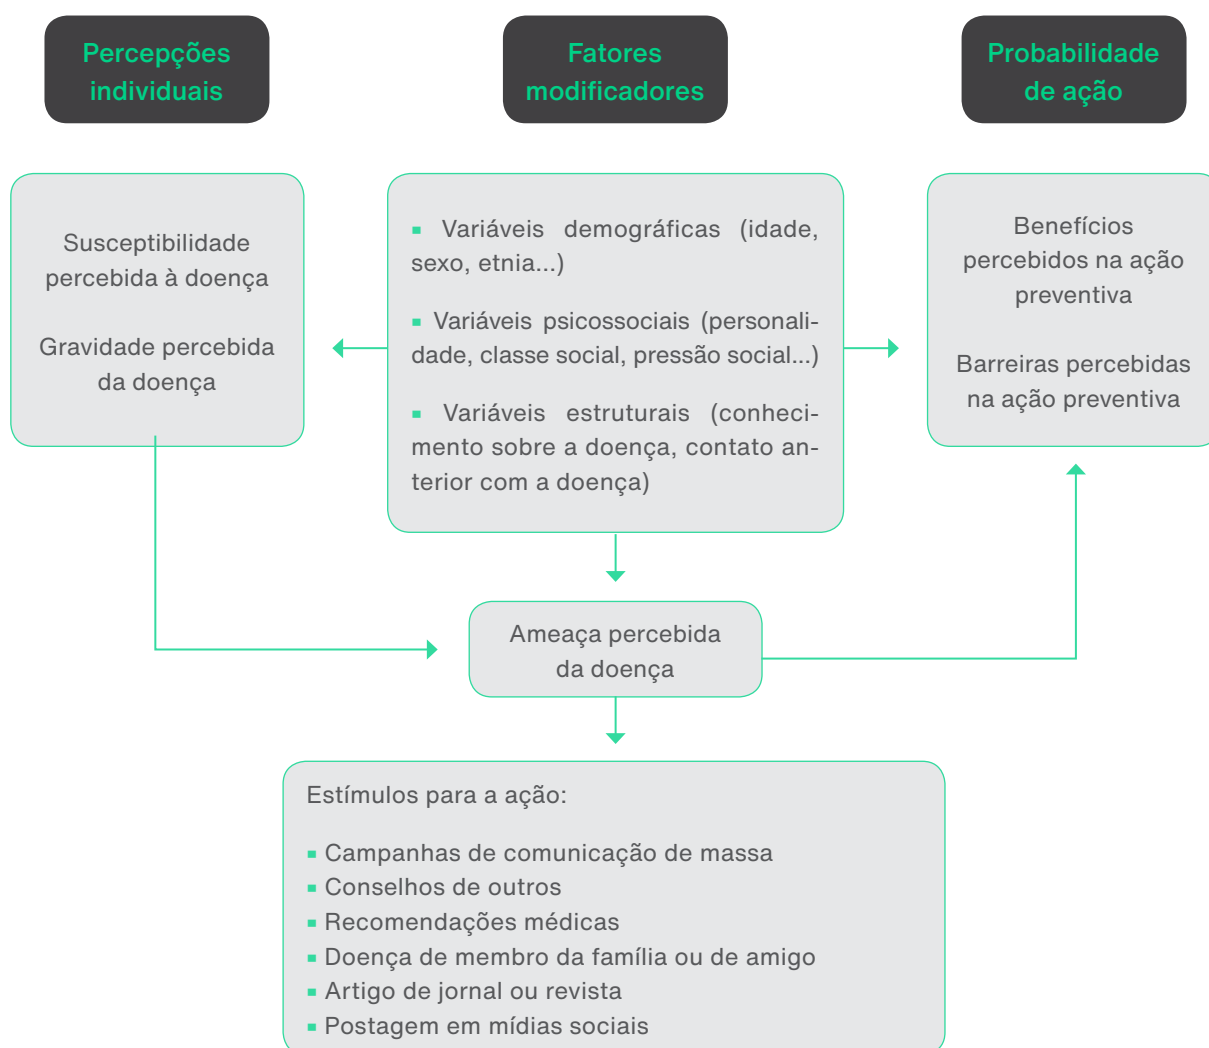 Percepções
individuais
Fatores
modificadores
Probabilidade
de ação
Susceptibilidade
percebida à doença
Gravidade percebida
da doença
▪ Variáveis demográficas (idade,
sexo, etnia...)
▪ Variáveis psicossociais (personali-
dade, classe social, pressão social...)
▪ Variáveis estruturais (conheci-
mento sobre a doença, contato an-
terior com a doença)
Benefícios
percebidos na ação
preventiva
Barreiras percebidas
na ação preventiva
Ameaça percebida
da doença
Estímulos para a ação:
▪ Campanhas de comunicação de massa
▪ Conselhos de outros
▪ Recomendações médicas
▪ Doença de membro da família ou de amigo
▪ Artigo de jornal ou revista
▪ Postagem em mídias sociais